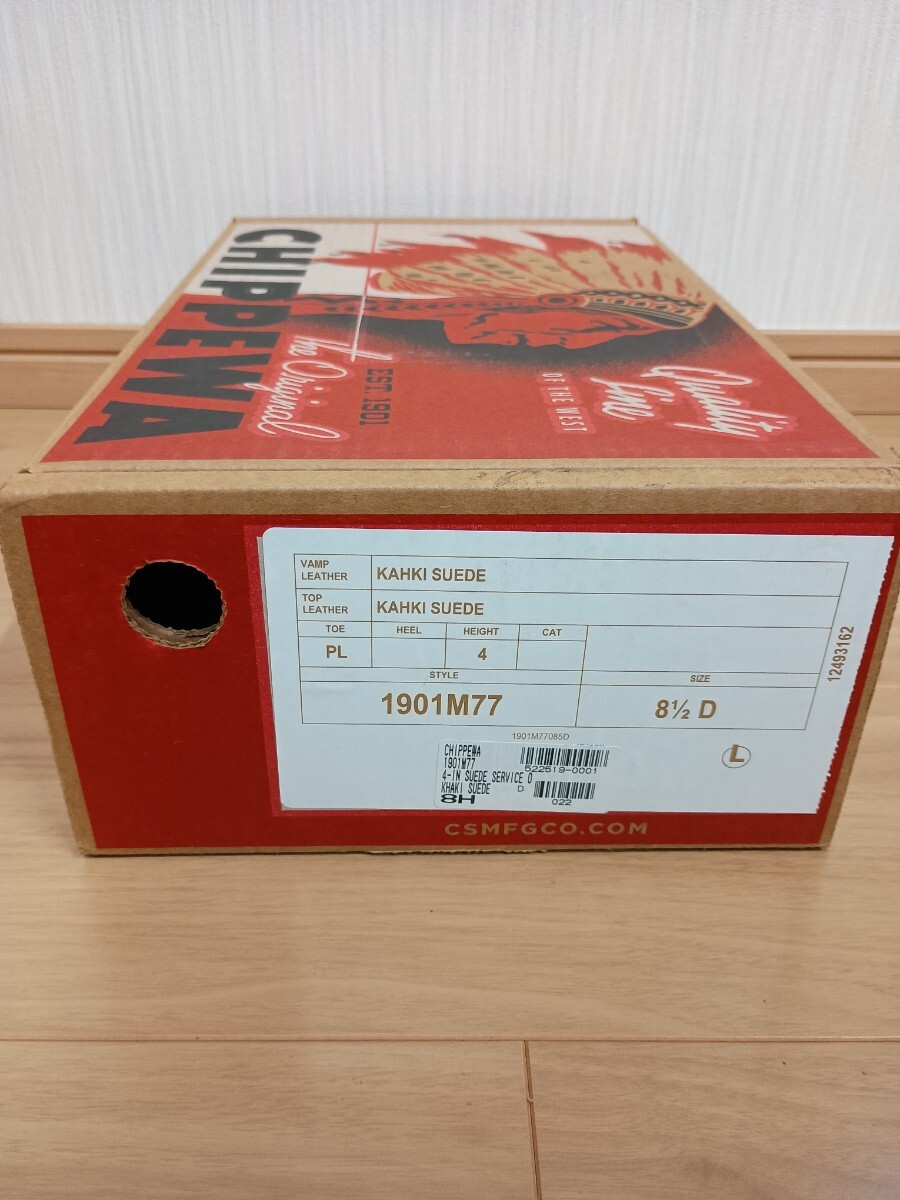 CHIPPEWA
The Original
EST. 1901
Quality
Line
OF THE WEST
VAMP
LEATHER
KAHKI SUEDE
TOP
LEATHER
KAHKI SUEDE
TOE
HEEL
HEIGHT
CAT
PL
4
STYLE
SIZE
1901M77
8½ D
12493162
1901M77085D
L
CHIPPEWA
1901M77
522519-0001
4-IN SUEDE SERVICE O
KHAKI SUEDE
D
8H
022
CSMFGCO.COM